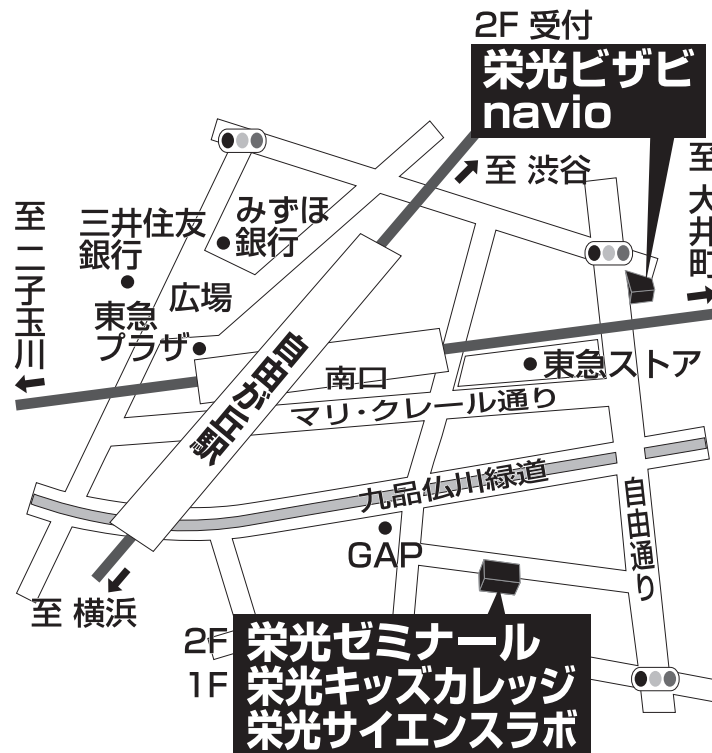 2F 受付
栄光ビザビ
navio
至 渋谷
至 大井町
みずほ
銀行
三井住友
銀行
至 二子玉川
広場
東急
プラザ
自由が丘駅
南口
東急ストア
マリ・クレール通り
九品仏川緑道
自由通り
GAP
至 横浜
2F 栄光ゼミナール
1F 栄光キッズカレッジ
栄光サイエンスラボ